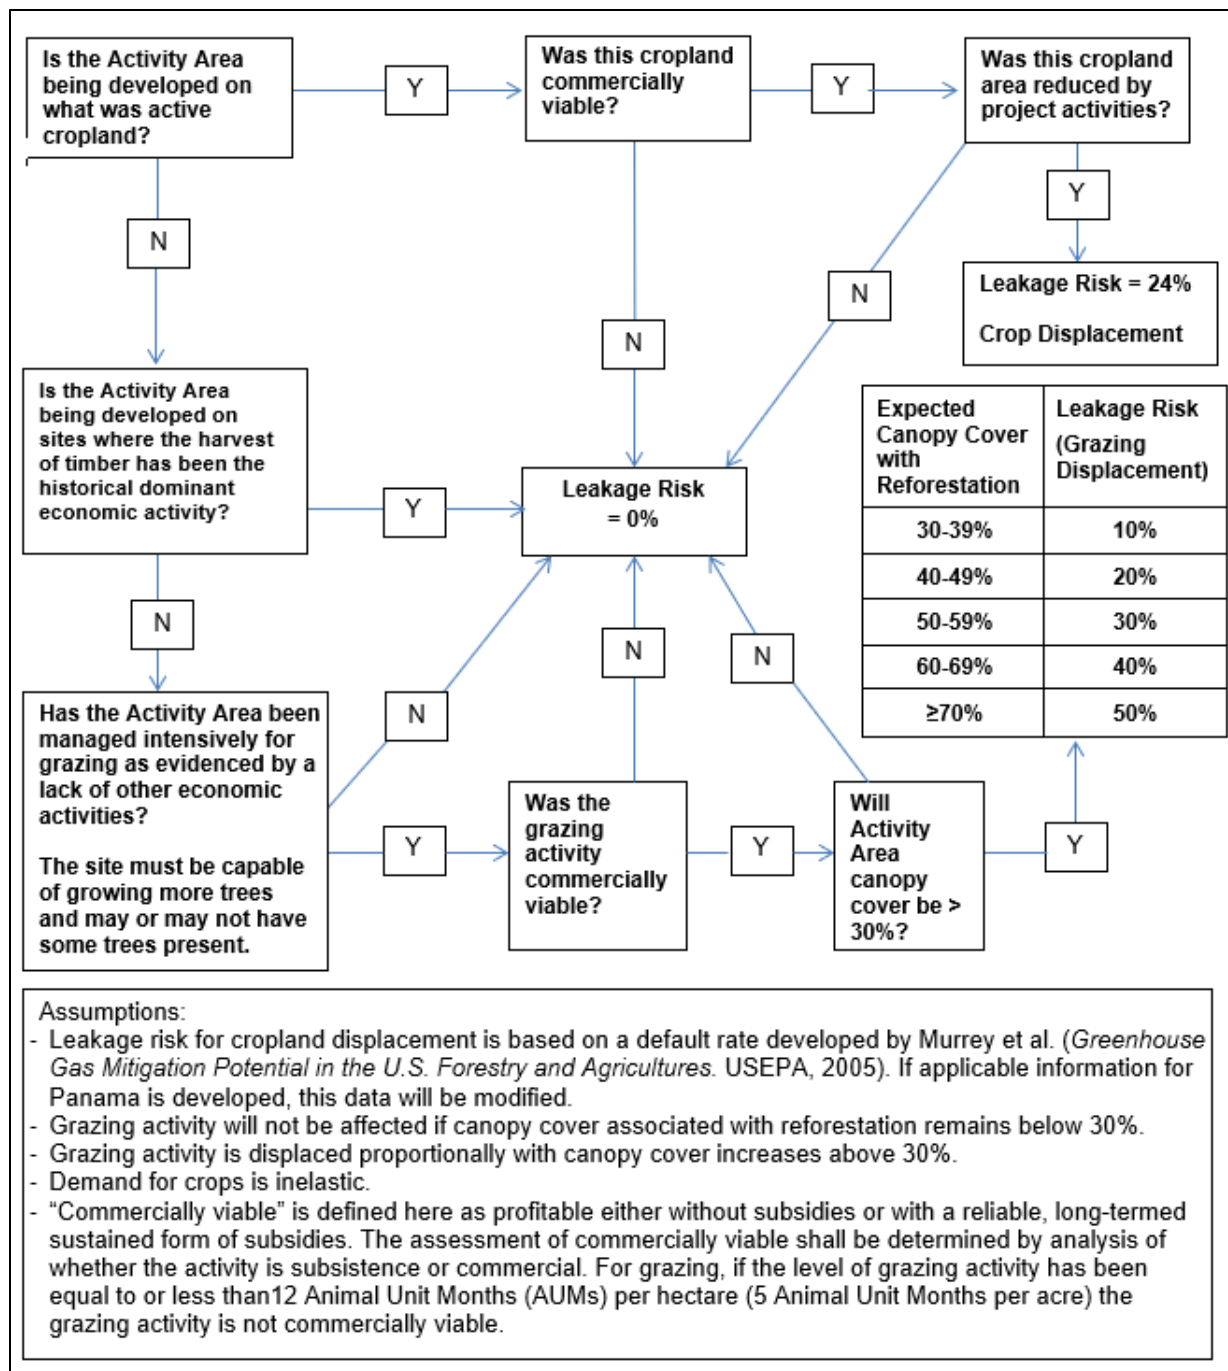 Is the Activity Area
being developed on
what was active
cropland?
Y
Was this cropland
commercially
viable?
Y
Was this cropland
area reduced by
project activities?
N
N
N
Y
Leakage Risk = 24%
Crop Displacement
Is the Activity Area
being developed on
sites where the harvest
of timber has been the
historical dominant
economic activity?
Y
Leakage Risk
= 0%
Expected
Canopy Cover
with
Reforestation
Leakage Risk
(Grazing
Displacement)
30-39%
10%
40-49%
20%
50-59%
30%
60-69%
40%
≥70%
50%
N
N
N
N
Has the Activity Area been
managed intensively for
grazing as evidenced by a
lack of other economic
activities?
The site must be capable
of growing more trees
and may or may not have
some trees present.
Y
Was the
grazing
activity
commercially
viable?
Y
Will
Activity
Area
canopy
cover be >
30%?
Y
Assumptions:
- Leakage risk for cropland displacement is based on a default rate developed by Murrey et al. (Greenhouse
Gas Mitigation Potential in the U.S. Forestry and Agricultures. USEPA, 2005). If applicable information for
Panama is developed, this data will be modified.
- Grazing activity will not be affected if canopy cover associated with reforestation remains below 30%.
- Grazing activity is displaced proportionally with canopy cover increases above 30%.
- Demand for crops is inelastic.
- “Commercially viable” is defined here as profitable either without subsidies or with a reliable, long-termed
sustained form of subsidies. The assessment of commercially viable shall be determined by analysis of
whether the activity is subsistence or commercial. For grazing, if the level of grazing activity has been
equal to or less than12 Animal Unit Months (AUMs) per hectare (5 Animal Unit Months per acre) the
grazing activity is not commercially viable.